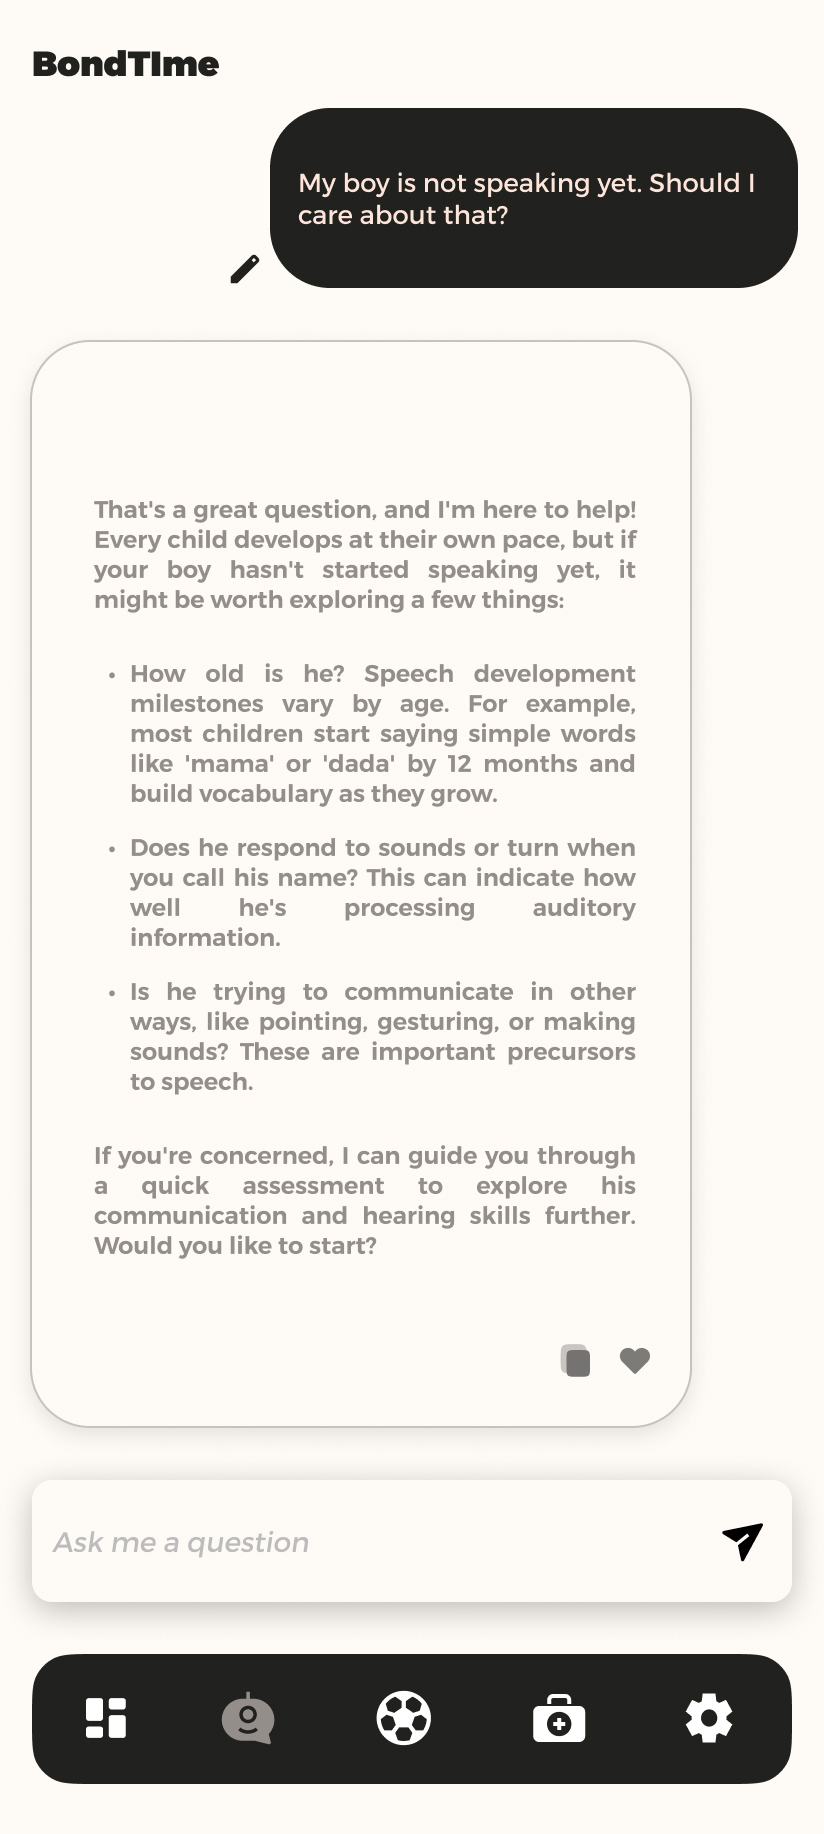 BondTIme
My boy is not speaking yet. Should I
care about that?
That's a great question, and I'm here to help!
Every child develops at their own pace, but if
your boy hasn't started speaking yet, it
might be worth exploring a few things:
• How old is he? Speech development
milestones vary by age. For example,
most children start saying simple words
like 'mama' or 'dada' by 12 months and
build vocabulary as they grow.
• Does he respond to sounds or turn when
you call his name? This can indicate how
well he's processing auditory
information.
• Is he trying to communicate in other
ways, like pointing, gesturing, or making
sounds? These are important precursors
to speech.
If you're concerned, I can guide you through
a quick assessment to explore his
communication and hearing skills further.
Would you like to start?
Ask me a question